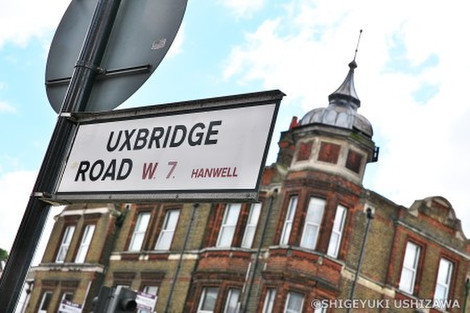 UXBRIDGE
ROAD W. 7. HANWELL
©SHIGEYUKI USHIZAWA